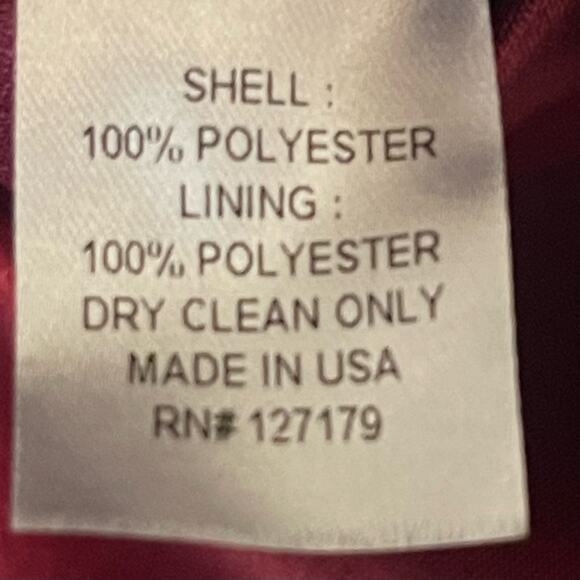 SHELL :
100% POLYESTER
LINING :
100% POLYESTER
DRY CLEAN ONLY
MADE IN USA
RN# 127179